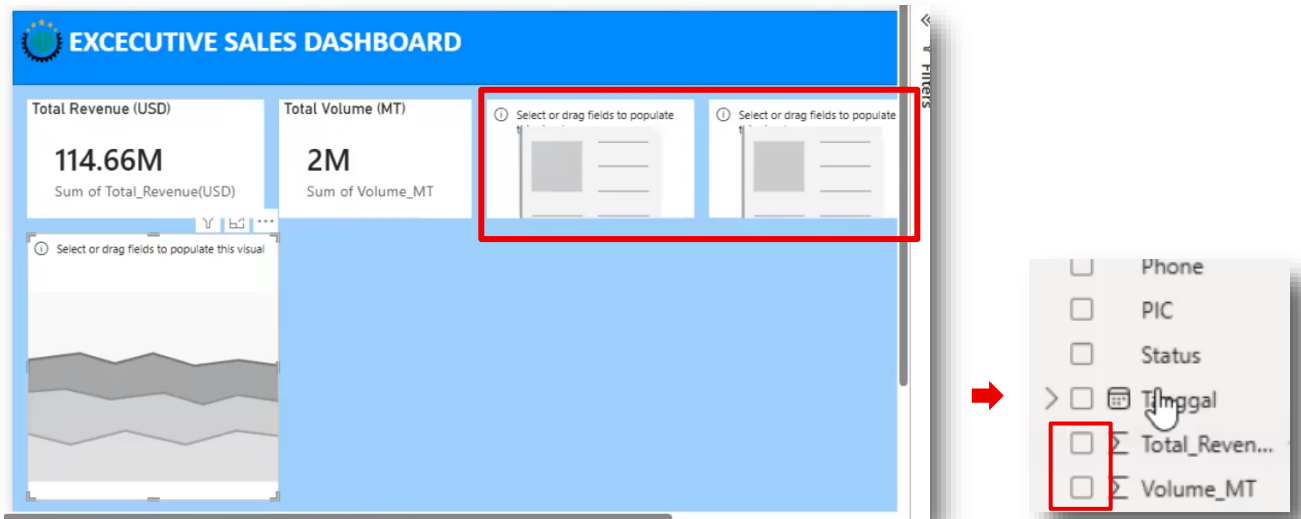 EXCECUTIVE SALES DASHBOARD
Filters
Total Revenue (USD)
114.66M
Sum of Total_Revenue(USD)
Total Volume (MT)
2M
Sum of Volume_MT
Select or drag fields to populate
Select or drag fields to populate
Select or drag fields to populate this visual
Phone
PIC
Status
Total_Reven...
Volume_MT